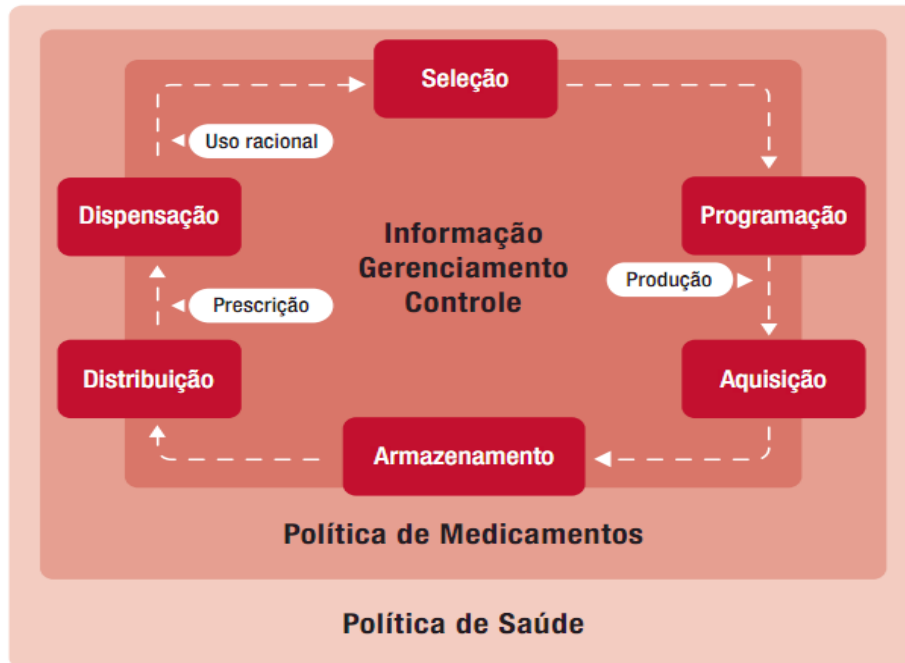 Seleção
Uso racional
Dispensação
Programação
Informação
Gerenciamento
Controle
Produção
Prescrição
Distribuição
Aquisição
Armazenamento
Política de Medicamentos
Política de Saúde